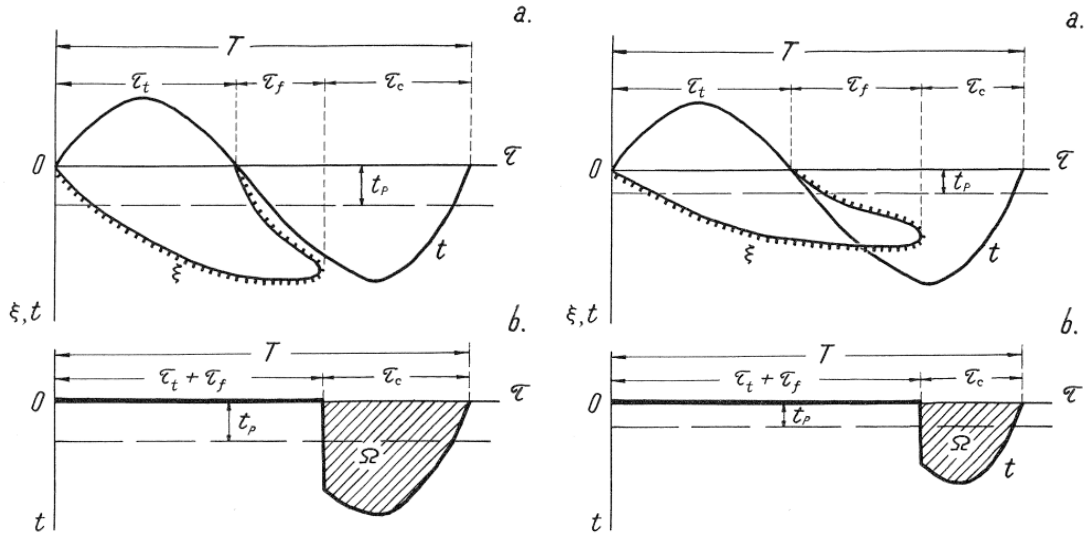 a.
T
τt τf τc
0 tP τ
ξ t
ξ,t
b.
T
τt + τf τc
0 tP τ
Ω
t
a.
T
τt τf τc
0 tP τ
ξ t
ξ,t
b.
T
τt + τf τc
0 tP τ
Ω t
t